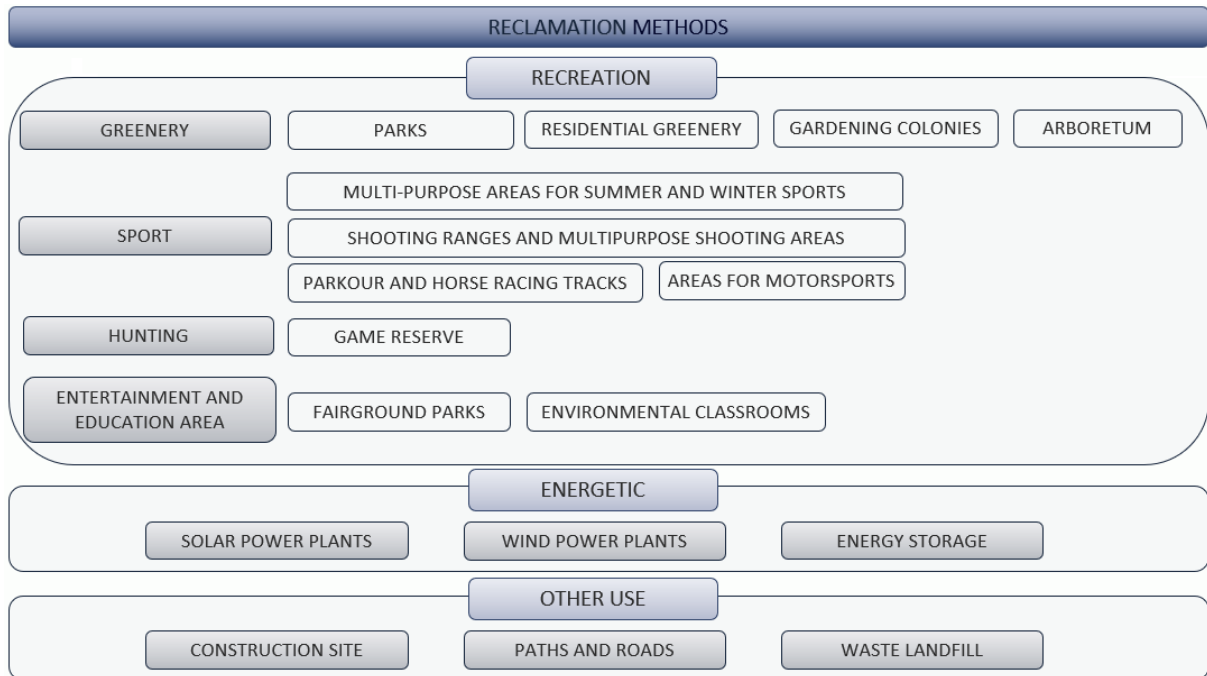 RECLAMATION METHODS
RECREATION
GREENERY
PARKS
RESIDENTIAL GREENERY
GARDENING COLONIES
ARBORETUM
MULTI-PURPOSE AREAS FOR SUMMER AND WINTER SPORTS
SPORT
SHOOTING RANGES AND MULTIPURPOSE SHOOTING AREAS
PARKOUR AND HORSE RACING TRACKS
AREAS FOR MOTORSPORTS
HUNTING
GAME RESERVE
ENTERTAINMENT AND
EDUCATION AREA
FAIRGROUND PARKS
ENVIRONMENTAL CLASSROOMS
ENERGETIC
SOLAR POWER PLANTS
WIND POWER PLANTS
ENERGY STORAGE
OTHER USE
CONSTRUCTION SITE
PATHS AND ROADS
WASTE LANDFILL